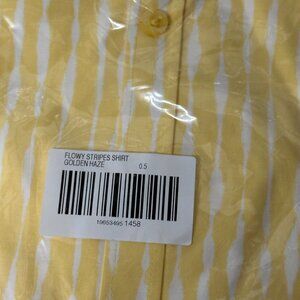 FLOWY STRIPES SHIRT
GOLDEN HAZE 0.5
19653495 1458